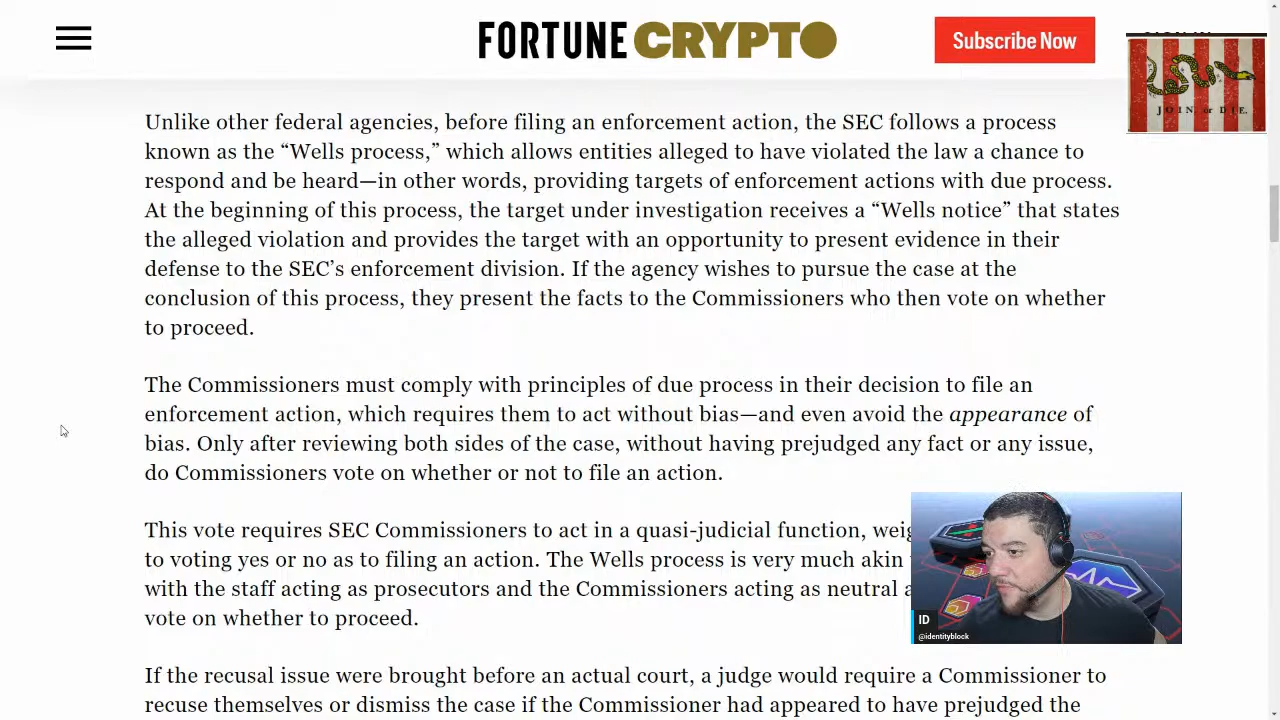 FORTUNE CRYPTO
Subscribe Now
JOIN, or DIE.
Unlike other federal agencies, before filing an enforcement action, the SEC follows a process
known as the “Wells process,” which allows entities alleged to have violated the law a chance to
respond and be heard—in other words, providing targets of enforcement actions with due process.
At the beginning of this process, the target under investigation receives a “Wells notice” that states
the alleged violation and provides the target with an opportunity to present evidence in their
defense to the SEC’s enforcement division. If the agency wishes to pursue the case at the
conclusion of this process, they present the facts to the Commissioners who then vote on whether
to proceed.
The Commissioners must comply with principles of due process in their decision to file an
enforcement action, which requires them to act without bias—and even avoid the appearance of
bias. Only after reviewing both sides of the case, without having prejudged any fact or any issue,
do Commissioners vote on whether or not to file an action.
This vote requires SEC Commissioners to act in a quasi-judicial function,
to voting yes or no as to filing an action. The Wells process is very much akin
with the staff acting as prosecutors and the Commissioners acting as neutral
vote on whether to proceed.
ID
@identityblock
If the recusal issue were brought before an actual court, a judge would require a Commissioner to
recuse themselves or dismiss the case if the Commissioner had appeared to have prejudged the